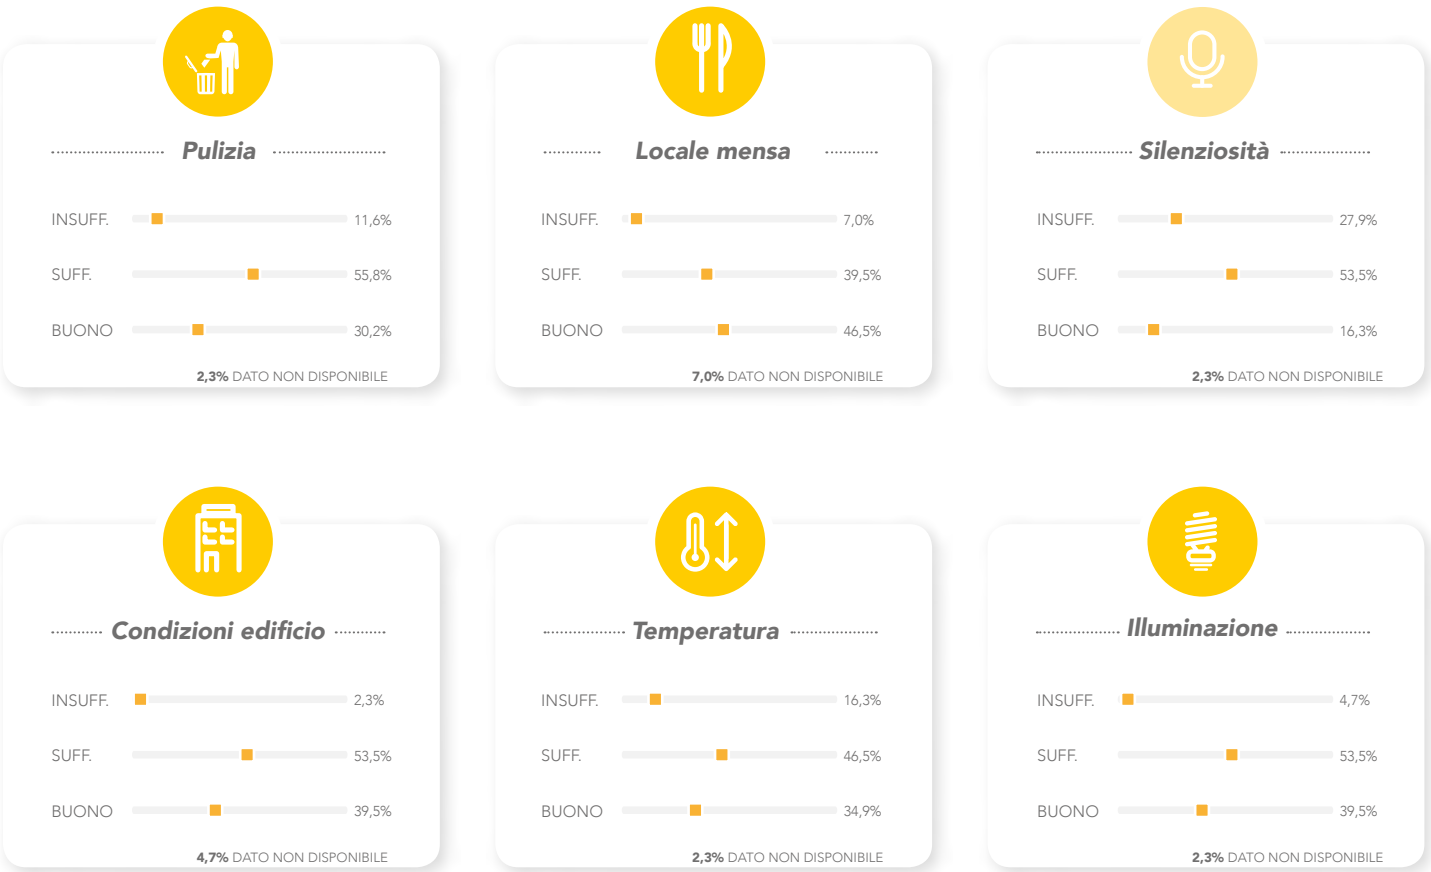 Pulizia
INSUFF. 11,6%
SUFF. 55,8%
BUONO 30,2%
2,3% DATO NON DISPONIBILE
Locale mensa
INSUFF. 7,0%
SUFF. 39,5%
BUONO 46,5%
7,0% DATO NON DISPONIBILE
Silenziosità
INSUFF. 27,9%
SUFF. 53,5%
BUONO 16,3%
2,3% DATO NON DISPONIBILE
Condizioni edificio
INSUFF. 2,3%
SUFF. 53,5%
BUONO 39,5%
4,7% DATO NON DISPONIBILE
Temperatura
INSUFF. 16,3%
SUFF. 46,5%
BUONO 34,9%
2,3% DATO NON DISPONIBILE
Illuminazione
INSUFF. 4,7%
SUFF. 53,5%
BUONO 39,5%
2,3% DATO NON DISPONIBILE